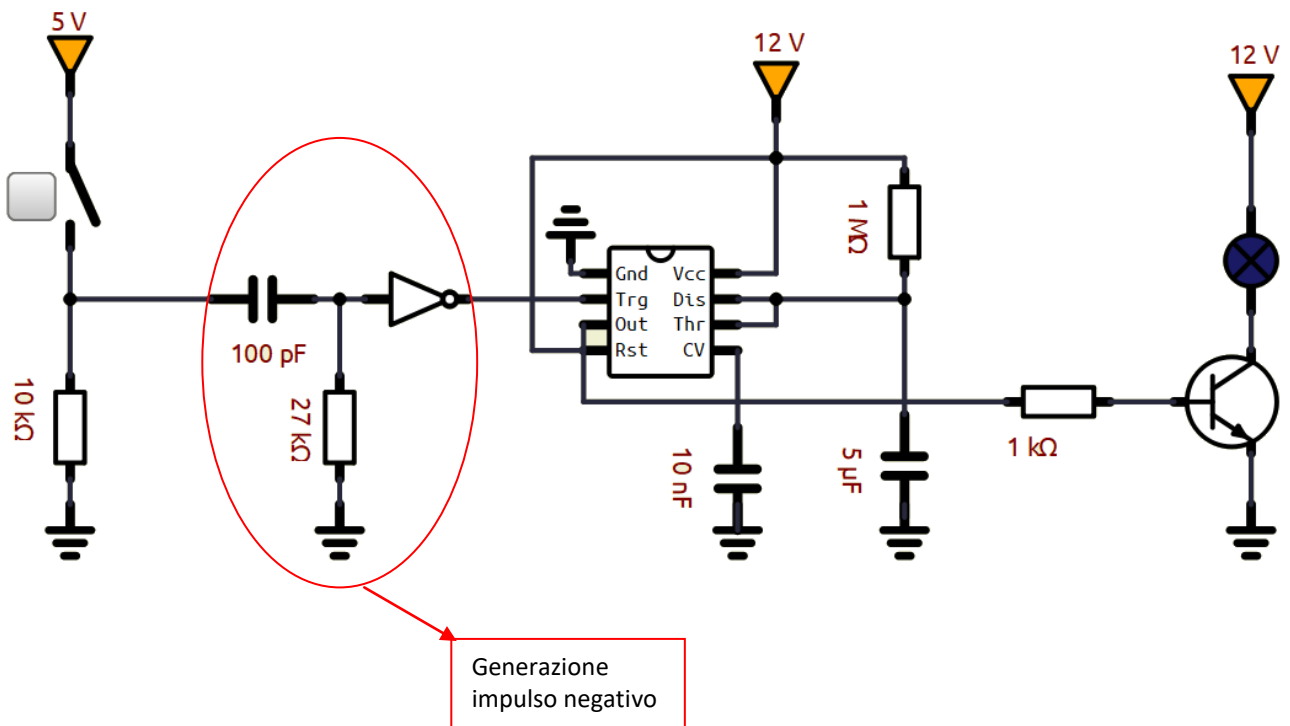 5 V
12 V
12 V
1 MΩ
Gnd Vcc
Trg Dis
Out Thr
Rst CV
100 pF
10 kΩ
27 kΩ
10 nF
5 µF
1 kΩ
Generazione
impulso negativo